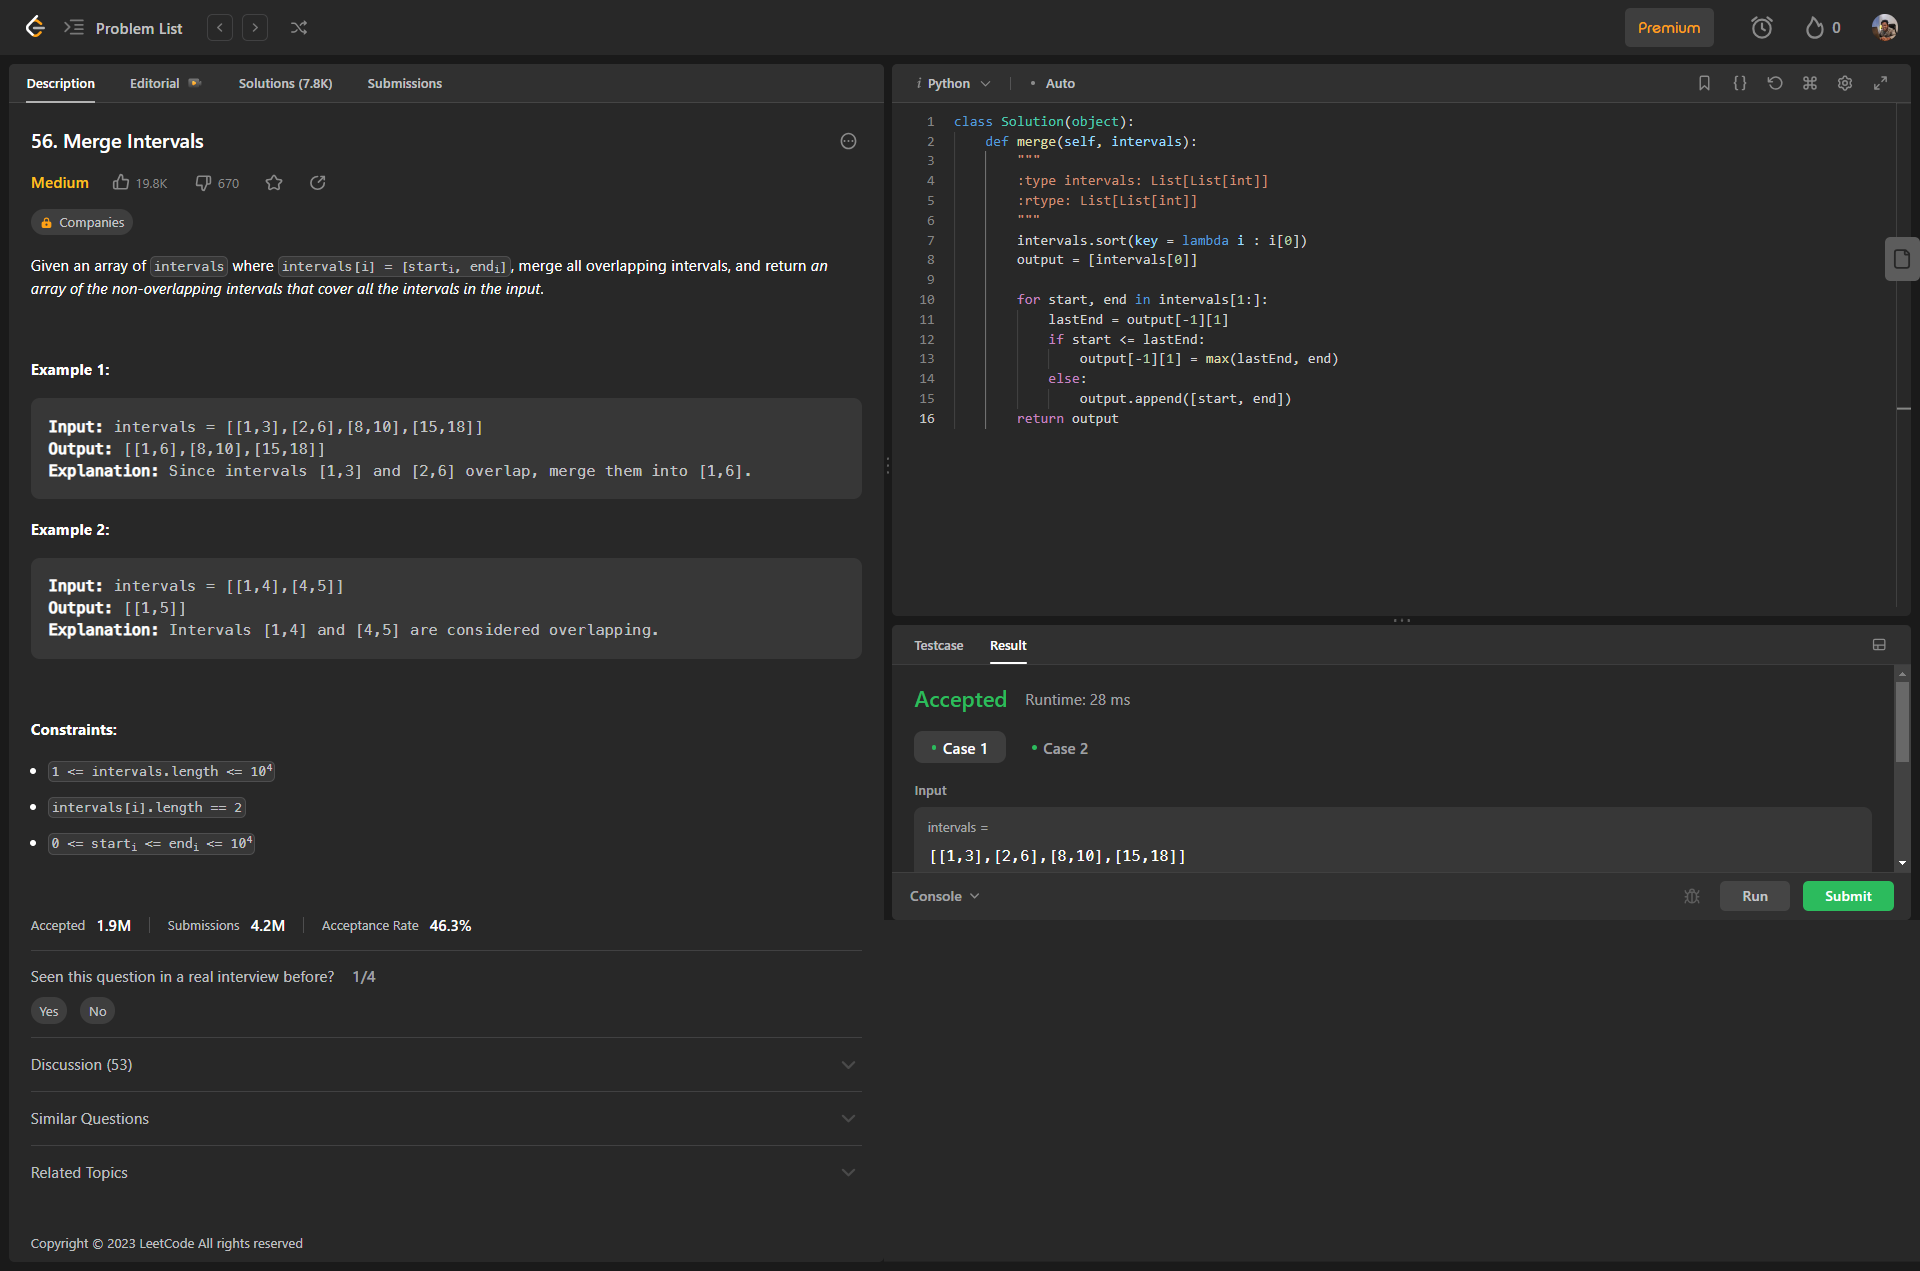 Problem List
Premium
0
Description Editorial Solutions (7.8K) Submissions
56. Merge Intervals
Medium 19.8K 670
Companies
Given an array of intervals where intervals[i] = [starti, endi], merge all overlapping intervals, and return an
array of the non-overlapping intervals that cover all the intervals in the input.
Example 1:
Input: intervals = [[1,3],[2,6],[8,10],[15,18]]
Output: [[1,6],[8,10],[15,18]]
Explanation: Since intervals [1,3] and [2,6] overlap, merge them into [1,6].
Example 2:
Input: intervals = [[1,4],[4,5]]
Output: [[1,5]]
Explanation: Intervals [1,4] and [4,5] are considered overlapping.
Constraints:
• 1 <= intervals.length <= 10⁴
• intervals[i].length == 2
• 0 <= starti <= endi <= 10⁴
Accepted 1.9M Submissions 4.2M Acceptance Rate 46.3%
Seen this question in a real interview before? 1/4
Yes No
Discussion (53)
Similar Questions
Related Topics
Copyright © 2023 LeetCode All rights reserved
i Python • Auto
1 class Solution(object):
2 def merge(self, intervals):
3 """
4 :type intervals: List[List[int]]
5 :rtype: List[List[int]]
6 """
7 intervals.sort(key = lambda i : i[0])
8 output = [intervals[0]]
9
10 for start, end in intervals[1:]:
11 lastEnd = output[-1][1]
12 if start <= lastEnd:
13 output[-1][1] = max(lastEnd, end)
14 else:
15 output.append([start, end])
16 return output
Testcase Result
Accepted Runtime: 28 ms
• Case 1 • Case 2
Input
intervals =
[[1,3],[2,6],[8,10],[15,18]]
Console Run Submit